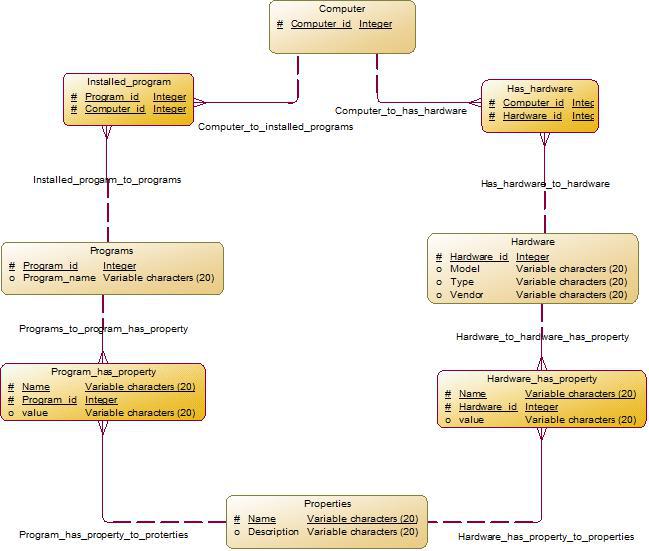 Computer
# Computer_id Integer
Installed_program
# Program_id Integer
# Computer_id Integer
Has_hardware
# Computer_id Integ
# Hardware_id Integ
Computer_to_has_hardware
Computer_to_installed_programs
Installed_progarm_to_programs
Has_hardware_to_hardware
Programs
# Program_id Integer
o Program_name Variable characters (20)
Hardware
# Hardware_id Integer
o Model Variable characters (20)
o Type Variable characters (20)
o Vendor Variable characters (20)
Programs_to_program_has_property
Hardware_to_hardware_has_property
Program_has_property
# Name Variable characters (20)
# Program_id Integer
o value Variable characters (20)
Hardware_has_property
# Name Variable characters (20)
# Hardware_id Integer
o value Variable characters (20)
Properties
# Name Variable characters (20)
o Description Variable characters (20)
Program_has_property_to_proterties
Hardware_has_property_to_properties